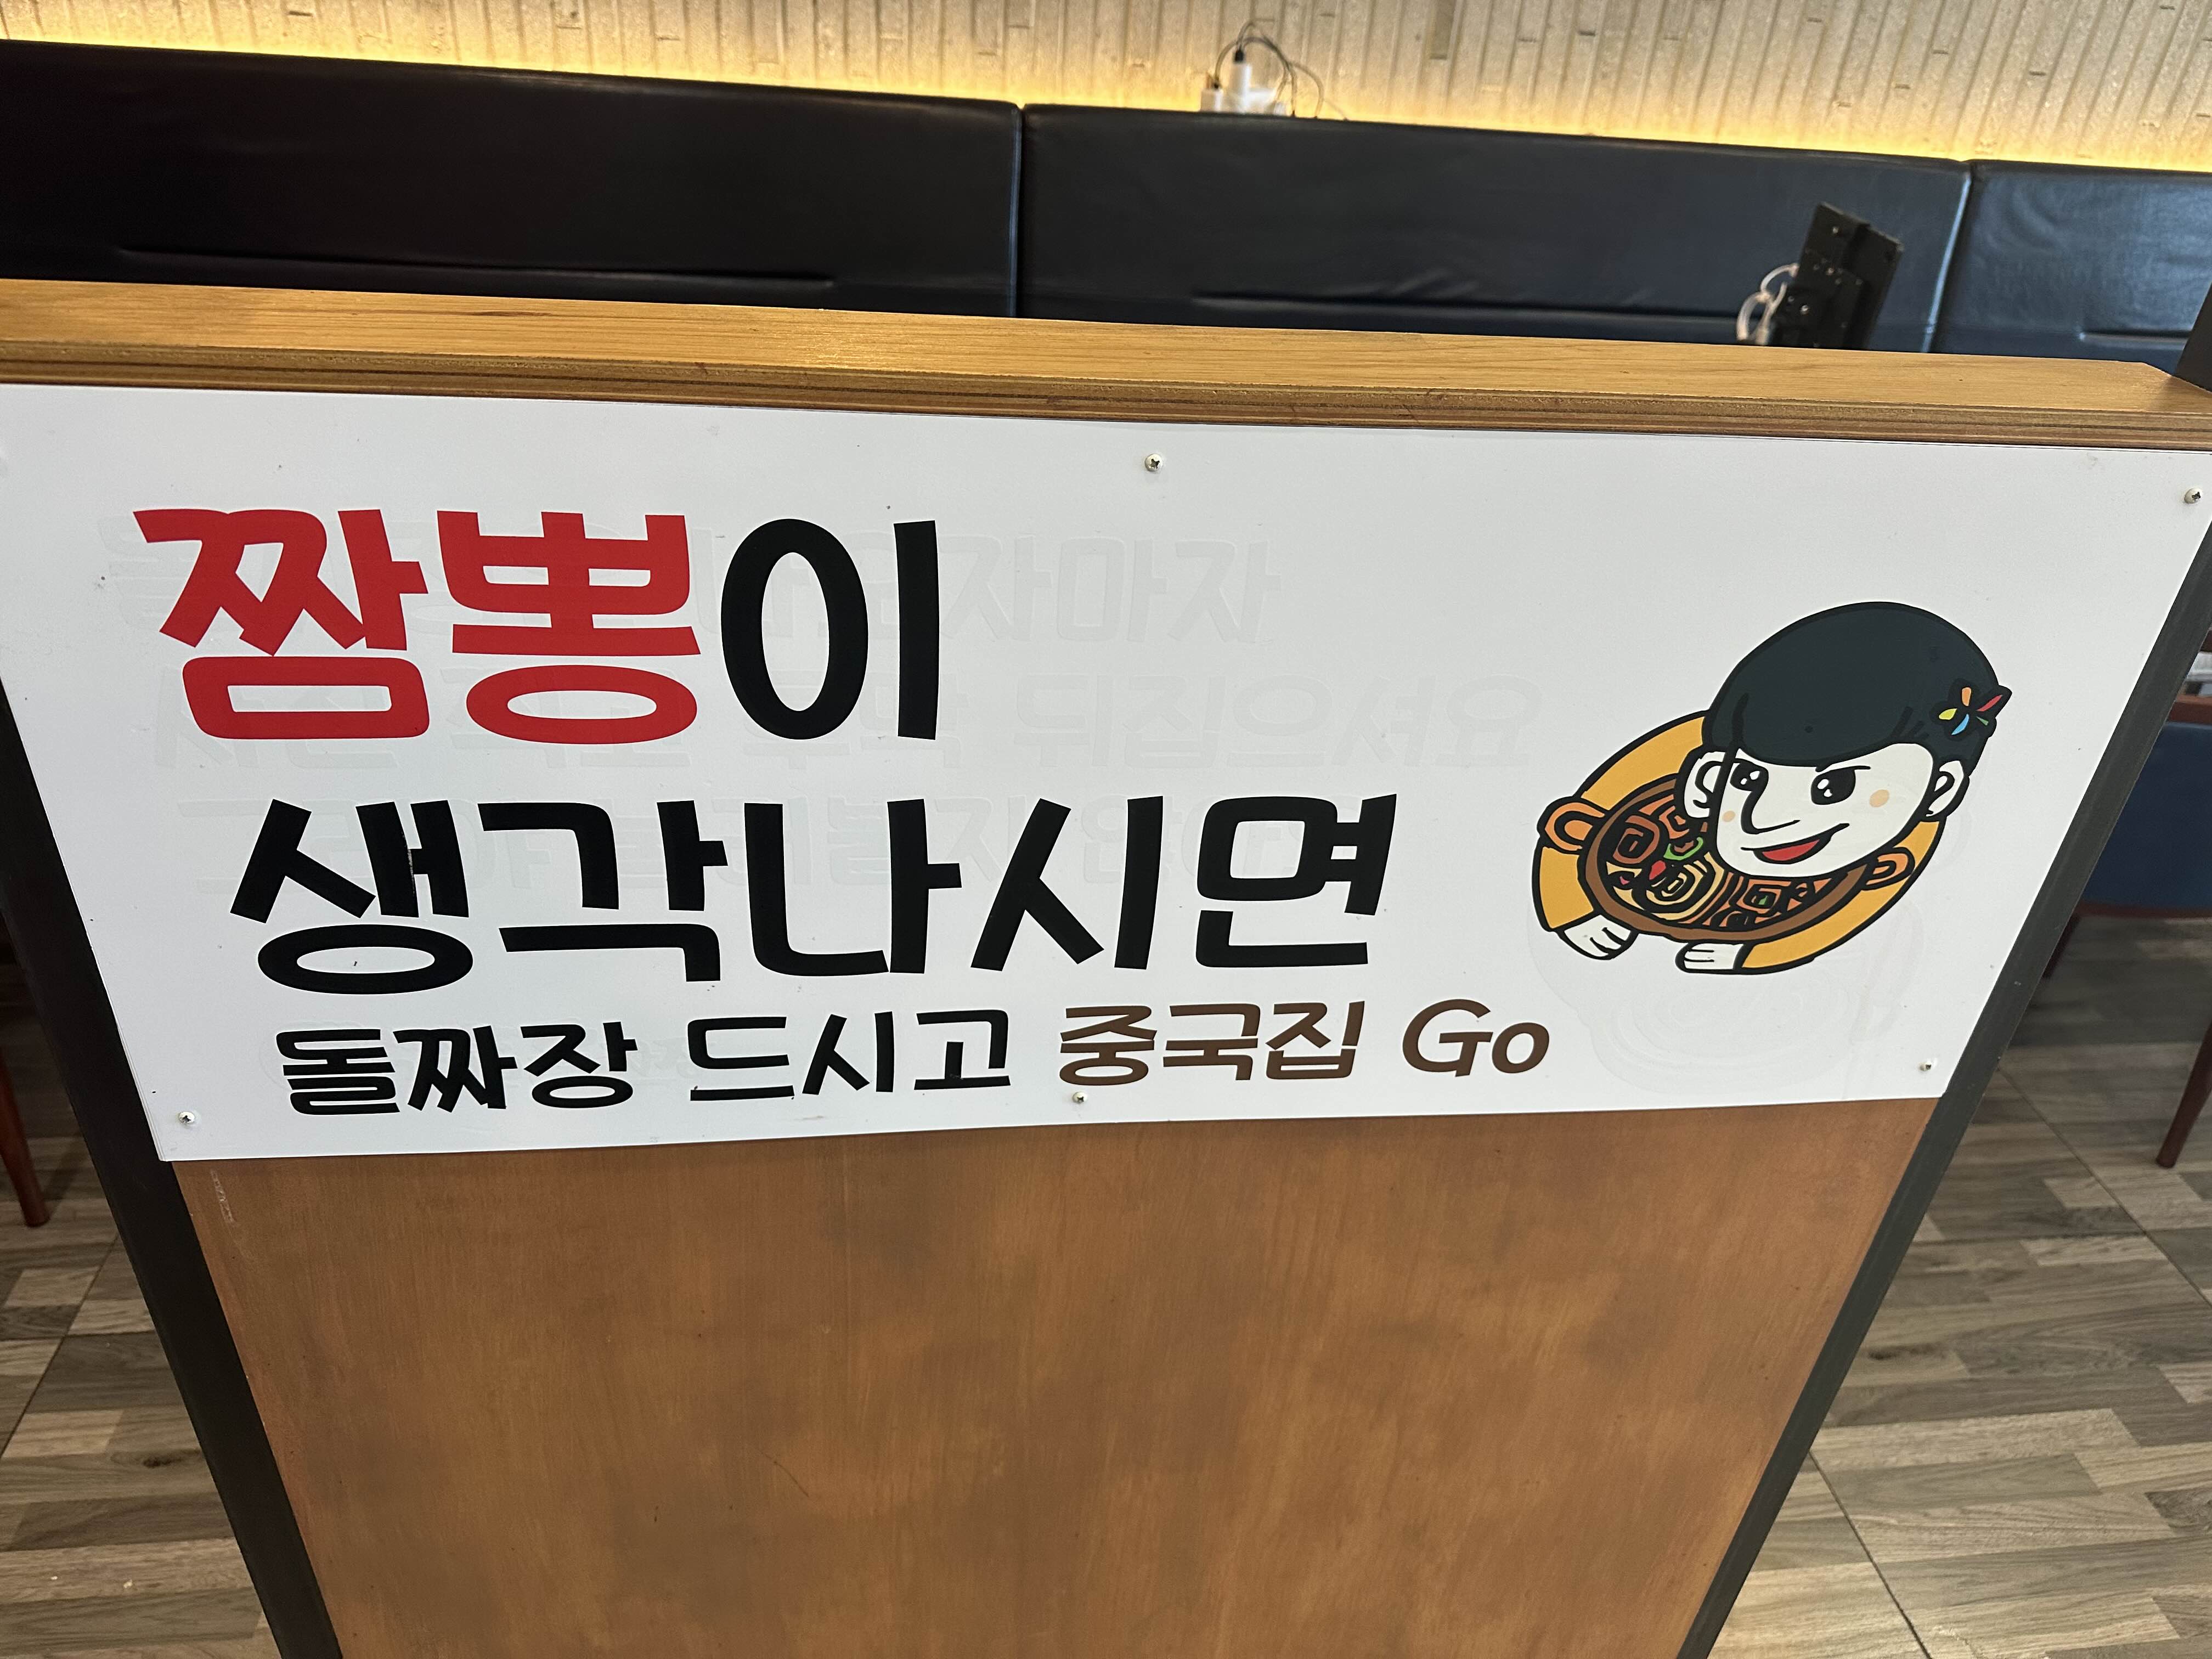 짬뽕이
생각나시면
돌짜장 드시고 중국집 Go